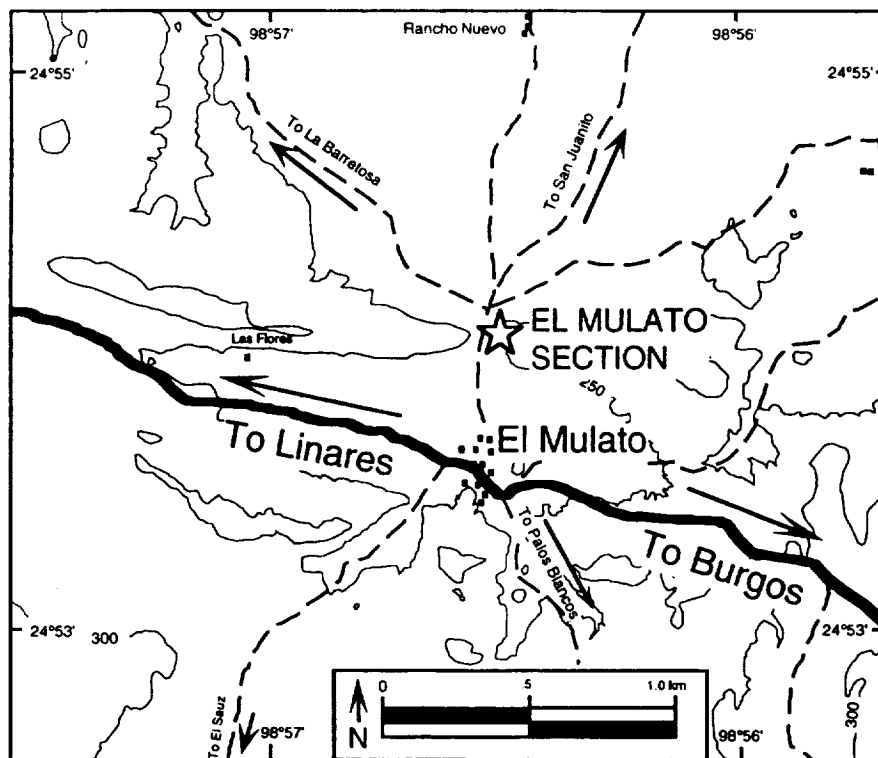 98°57'
Rancho Nuevo
98°56'
24°55'
24°55'
To La Barretosa
To San Juanito
EL MULATO
SECTION
Las Flores
250
To Linares
El Mulato
To Palos Blancos
To Burgos
24°53'
24°53'
300
300
To El Sauz
98°57'
98°56'
N
0 .5 1.0 km